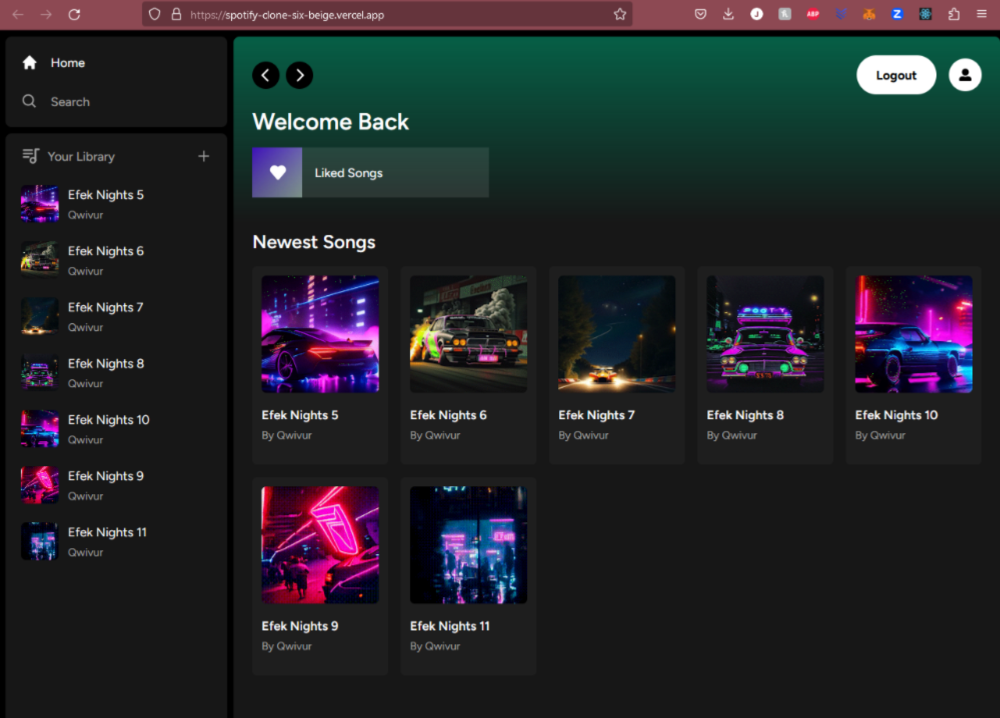 https://spotify-clone-six-beige.vercel.app
ABP
Z
Home
Search
Your Library
Efek Nights 5
Qwivur
Efek Nights 6
Qwivur
Efek Nights 7
Qwivur
Efek Nights 8
Qwivur
Efek Nights 10
Qwivur
Efek Nights 9
Qwivur
Efek Nights 11
Qwivur
Logout
Welcome Back
Liked Songs
Newest Songs
Efek Nights 5
By Qwivur
Efek Nights 6
By Qwivur
Efek Nights 7
By Qwivur
Efek Nights 8
By Qwivur
Efek Nights 10
By Qwivur
Efek Nights 9
By Qwivur
Efek Nights 11
By Qwivur